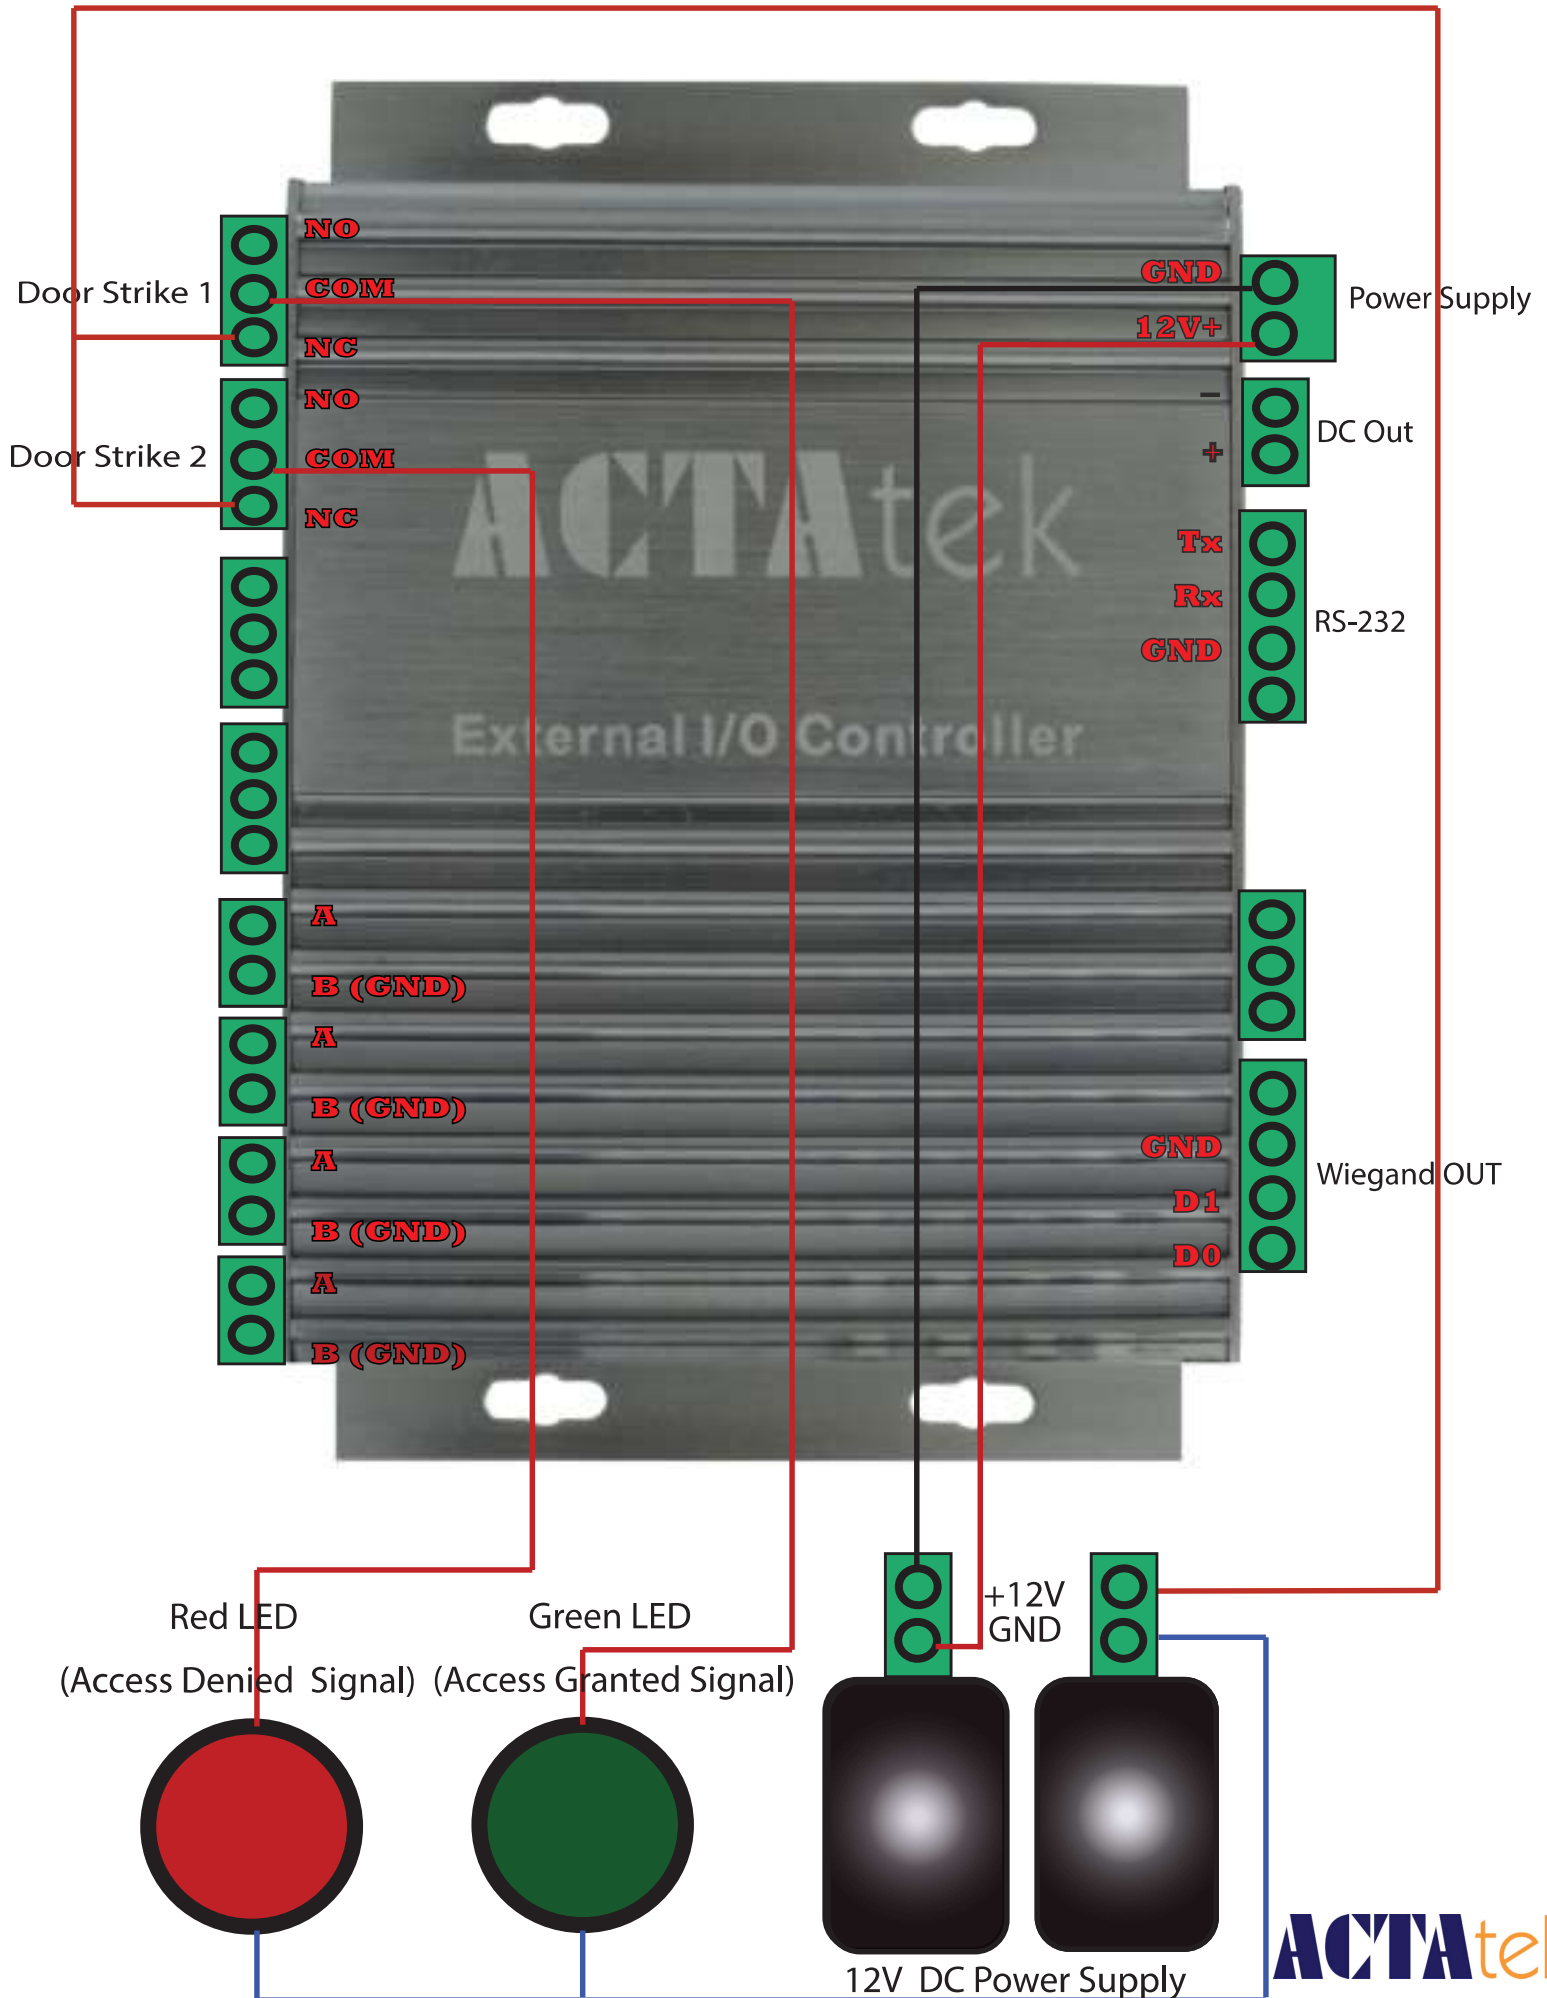 NO
Door Strike 1
COM
NC
NO
Door Strike 2
COM
NC
GND
Power Supply
12V+
–
DC Out
+
ACTAtek
Tx
Rx
RS-232
GND
External I/O Controller
A
B (GND)
A
B (GND)
A
B (GND)
A
B (GND)
GND
Wiegand OUT
D1
D0
+12V
GND
Red LED
(Access Denied Signal)
Green LED
(Access Granted Signal)
12V DC Power Supply
ACTAte